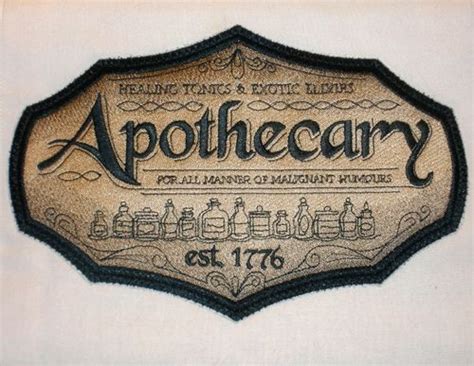 HEALING TONICS & EXOTIC ELIXIRS
Apothecary
FOR ALL MANNER OF MALIGNANT HUMOURS
est. 1776